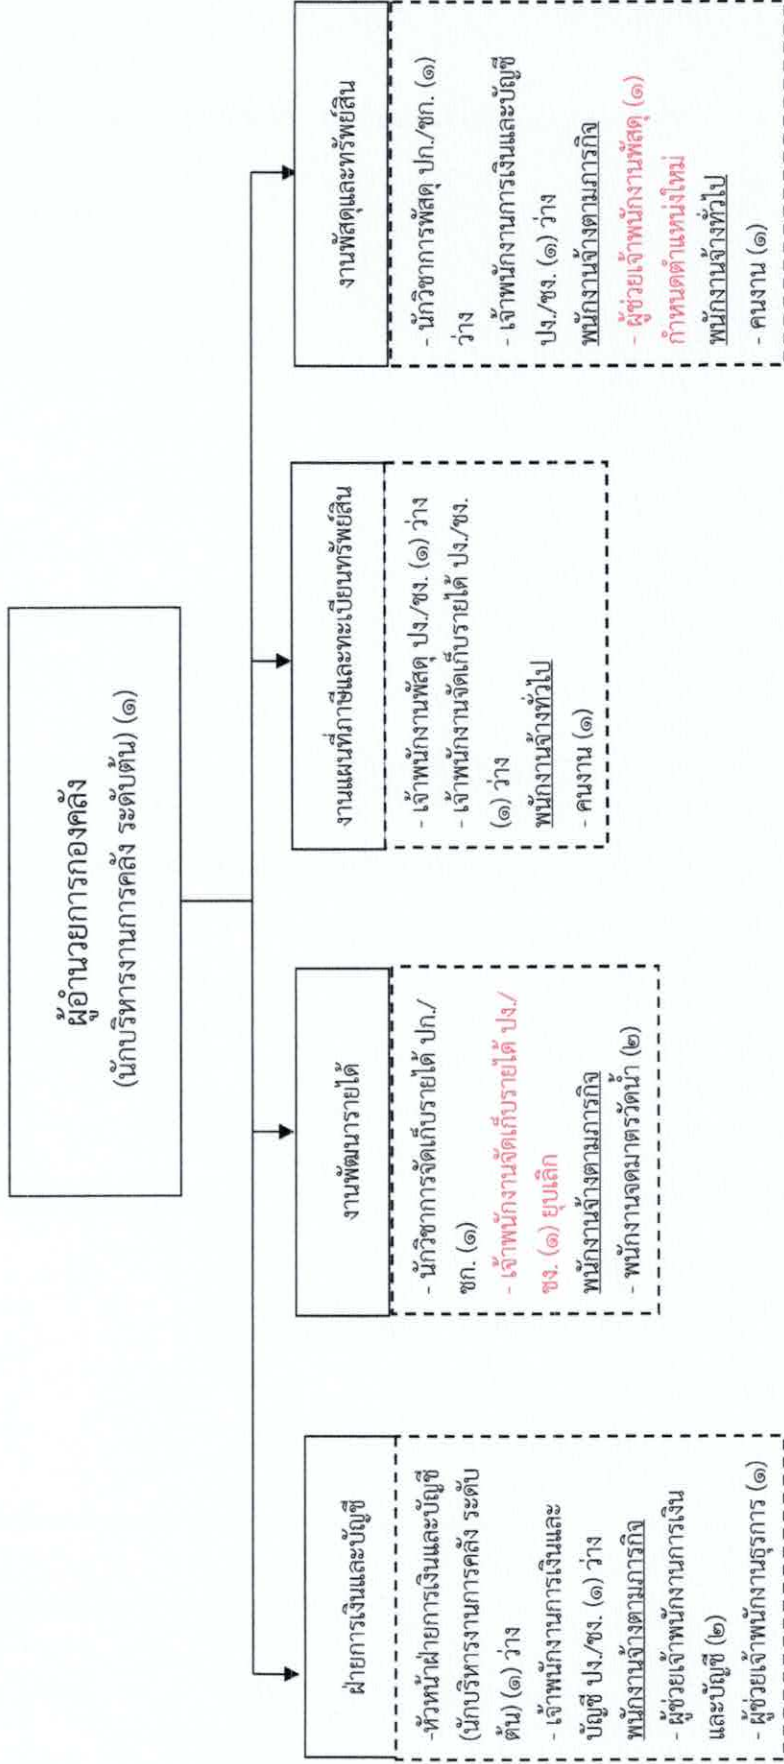 ผู้อำนวยการกองคลัง
(นักบริหารงานการคลัง ระดับต้น) (๑)
ฝ่ายการเงินและบัญชี
-หัวหน้าฝ่ายการเงินและบัญชี
(นักบริหารงานการคลัง ระดับ
ต้น) (๑) ว่าง
- เจ้าพนักงานการเงินและ
บัญชี ปง./ชง. (๑) ว่าง
พนักงานจ้างตามภารกิจ
- ผู้ช่วยเจ้าพนักงานการเงิน
และบัญชี (๒)
- ผู้ช่วยเจ้าพนักงานธุรการ (๑)
งานพัฒนารายได้
- นักวิชาการจัดเก็บรายได้ ปก./
ชก. (๑)
- เจ้าพนักงานจัดเก็บรายได้ ปง./
ชง. (๑) ยุบเลิก
พนักงานจ้างตามภารกิจ
- พนักงานจดมาตรวัดน้ำ (๒)
งานแผนที่ภาษีและทะเบียนทรัพย์สิน
- เจ้าพนักงานพัสดุ ปง./ชง. (๑) ว่าง
- เจ้าพนักงานจัดเก็บรายได้ ปง./ชง.
(๑) ว่าง
พนักงานจ้างทั่วไป
- คนงาน (๑)
งานพัสดุและทรัพย์สิน
- นักวิชาการพัสดุ ปก./ชก. (๑)
ว่าง
- เจ้าพนักงานการเงินและบัญชี
ปง./ชง. (๑) ว่าง
พนักงานจ้างตามภารกิจ
- ผู้ช่วยเจ้าพนักงานพัสดุ (๑)
กำหนดตำแหน่งใหม่
พนักงานจ้างทั่วไป
- คนงาน (๑)